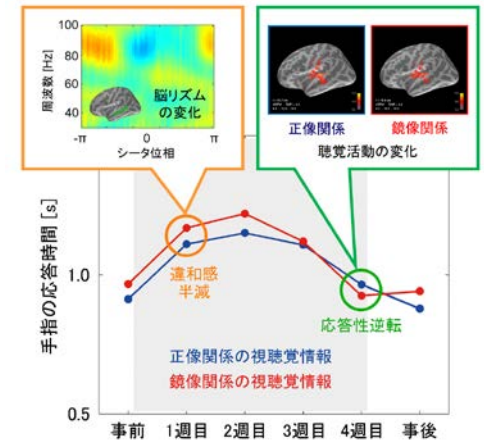 周波数 [Hz]
100
80
60
40
脳リズム
の変化
-π
0
π
シータ位相
正像関係
鏡像関係
聴覚活動の変化
手指の応答時間 [s]
1.0
0.5
違和感
半減
応答性逆転
正像関係の視聴覚情報
鏡像関係の視聴覚情報
事前
1週目
2週目
3週目
4週目
事後